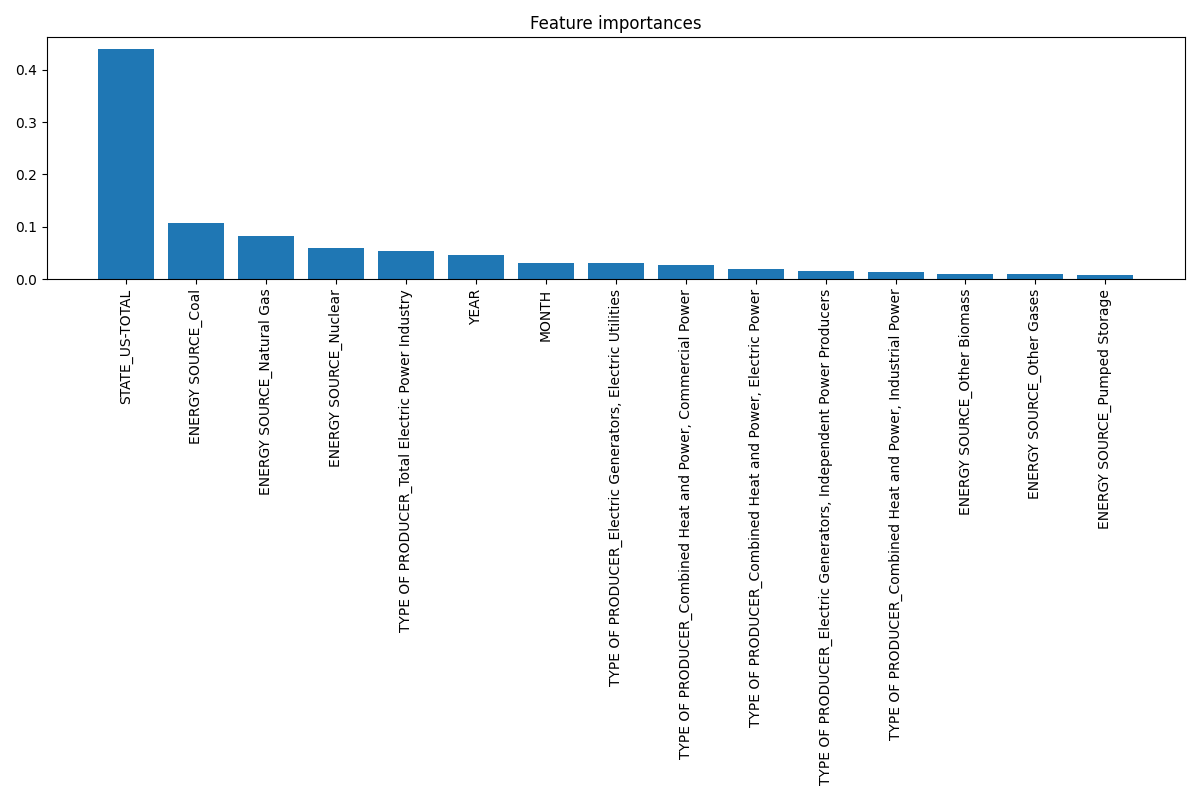 Feature importances
0.4
0.3
0.2
0.1
0.0
STATE_US-TOTAL
ENERGY SOURCE_Coal
ENERGY SOURCE_Natural Gas
ENERGY SOURCE_Nuclear
TYPE OF PRODUCER_Total Electric Power Industry
YEAR
MONTH
TYPE OF PRODUCER_Electric Generators, Electric Utilities
TYPE OF PRODUCER_Combined Heat and Power, Commercial Power
TYPE OF PRODUCER_Combined Heat and Power, Electric Power
TYPE OF PRODUCER_Electric Generators, Independent Power Producers
TYPE OF PRODUCER_Combined Heat and Power, Industrial Power
ENERGY SOURCE_Other Biomass
ENERGY SOURCE_Other Gases
ENERGY SOURCE_Pumped Storage